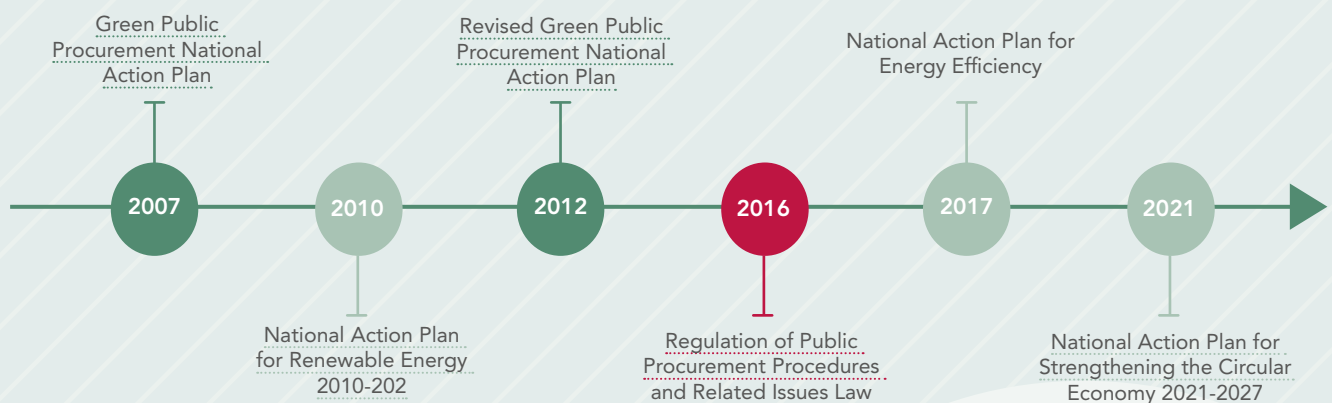 Green Public
Procurement National
Action Plan
2007
2010
National Action Plan
for Renewable Energy
2010-202
Revised Green Public
Procurement National
Action Plan
2012
2016
Regulation of Public
Procurement Procedures
and Related Issues Law
National Action Plan for
Energy Efficiency
2017
2021
National Action Plan for
Strengthening the Circular
Economy 2021-2027